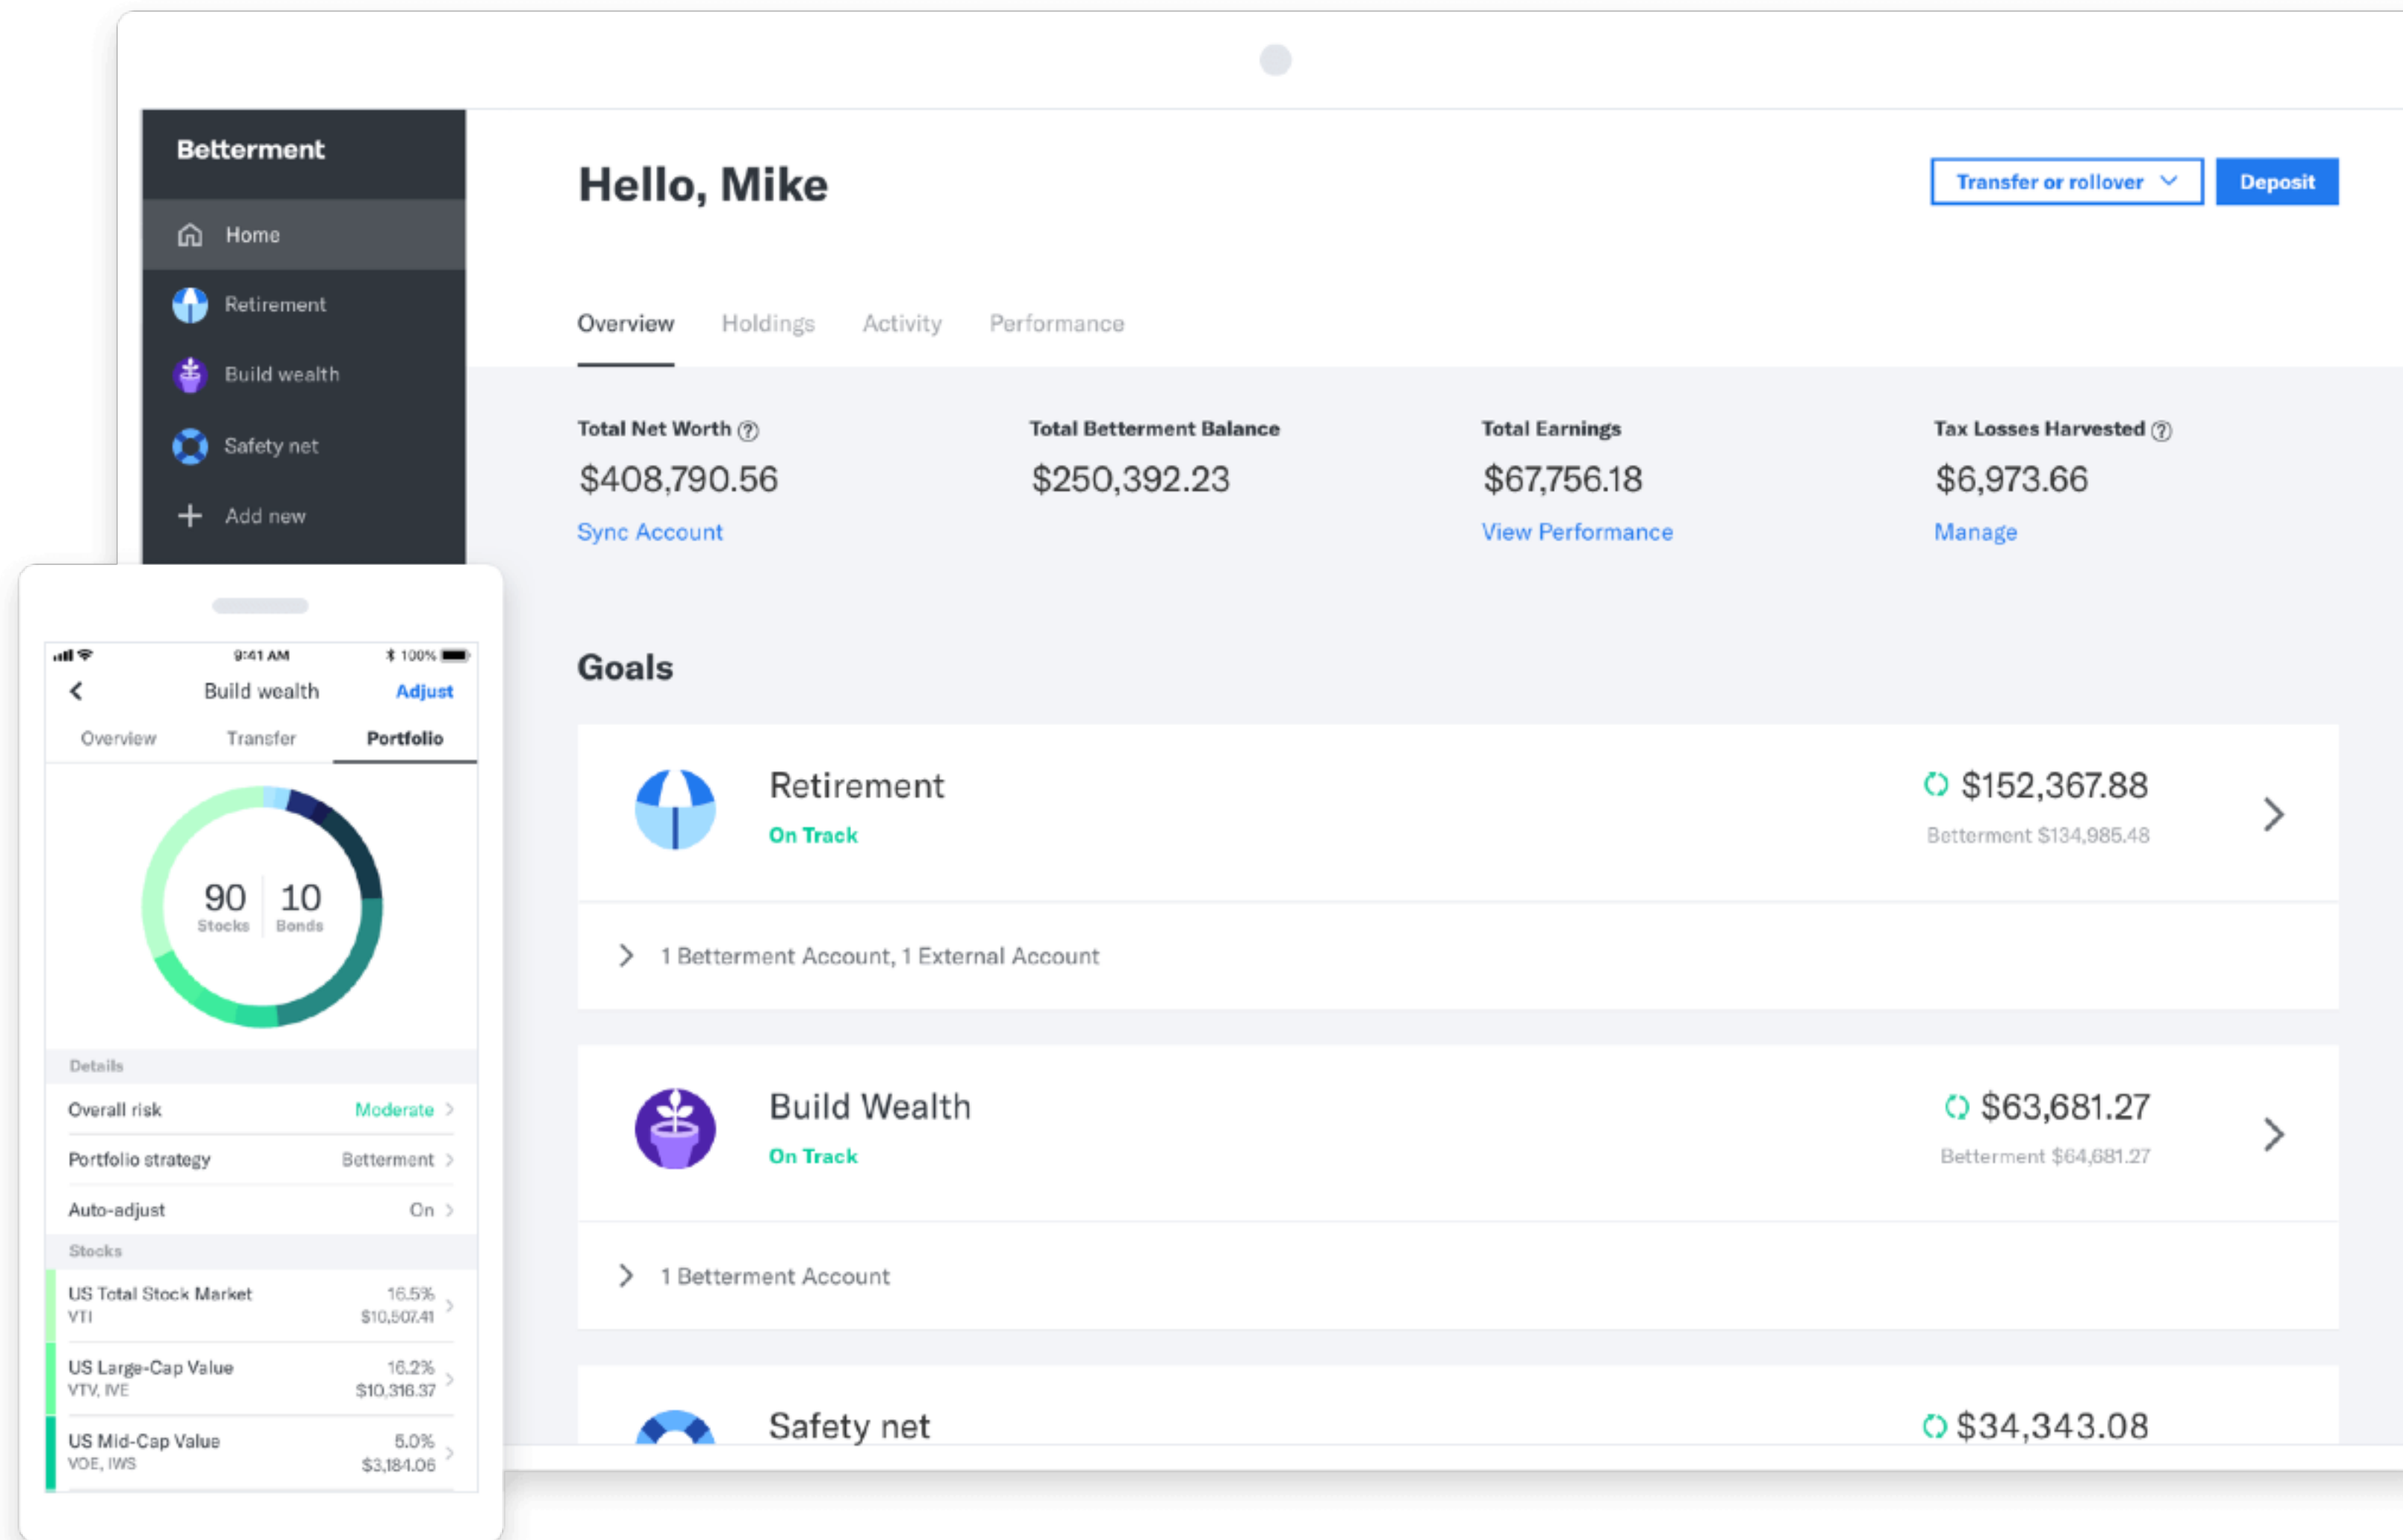 Betterment
Home
Retirement
Build wealth
Safety net
Add new
Hello, Mike
Transfer or rollover
Deposit
Overview Holdings Activity Performance
Total Net Worth ?
$408,790.56
Sync Account
Total Betterment Balance
$250,392.23
Total Earnings
$67,756.18
View Performance
Tax Losses Harvested ?
$6,973.66
Manage
Goals
Retirement
On Track
$152,367.88
Betterment $134,985.48
1 Betterment Account, 1 External Account
Build Wealth
On Track
$63,681.27
Betterment $64,681.27
1 Betterment Account
Safety net
$34,343.08
9:41 AM 100%
Build wealth Adjust
Overview Transfer Portfolio
90 10
Stocks Bonds
Details
Overall risk Moderate
Portfolio strategy Betterment
Auto-adjust On
Stocks
US Total Stock Market 16.5%
VTI $10,507.41
US Large-Cap Value 16.2%
VTV, IVE $10,316.37
US Mid-Cap Value 5.0%
VOE, IWS $3,184.06